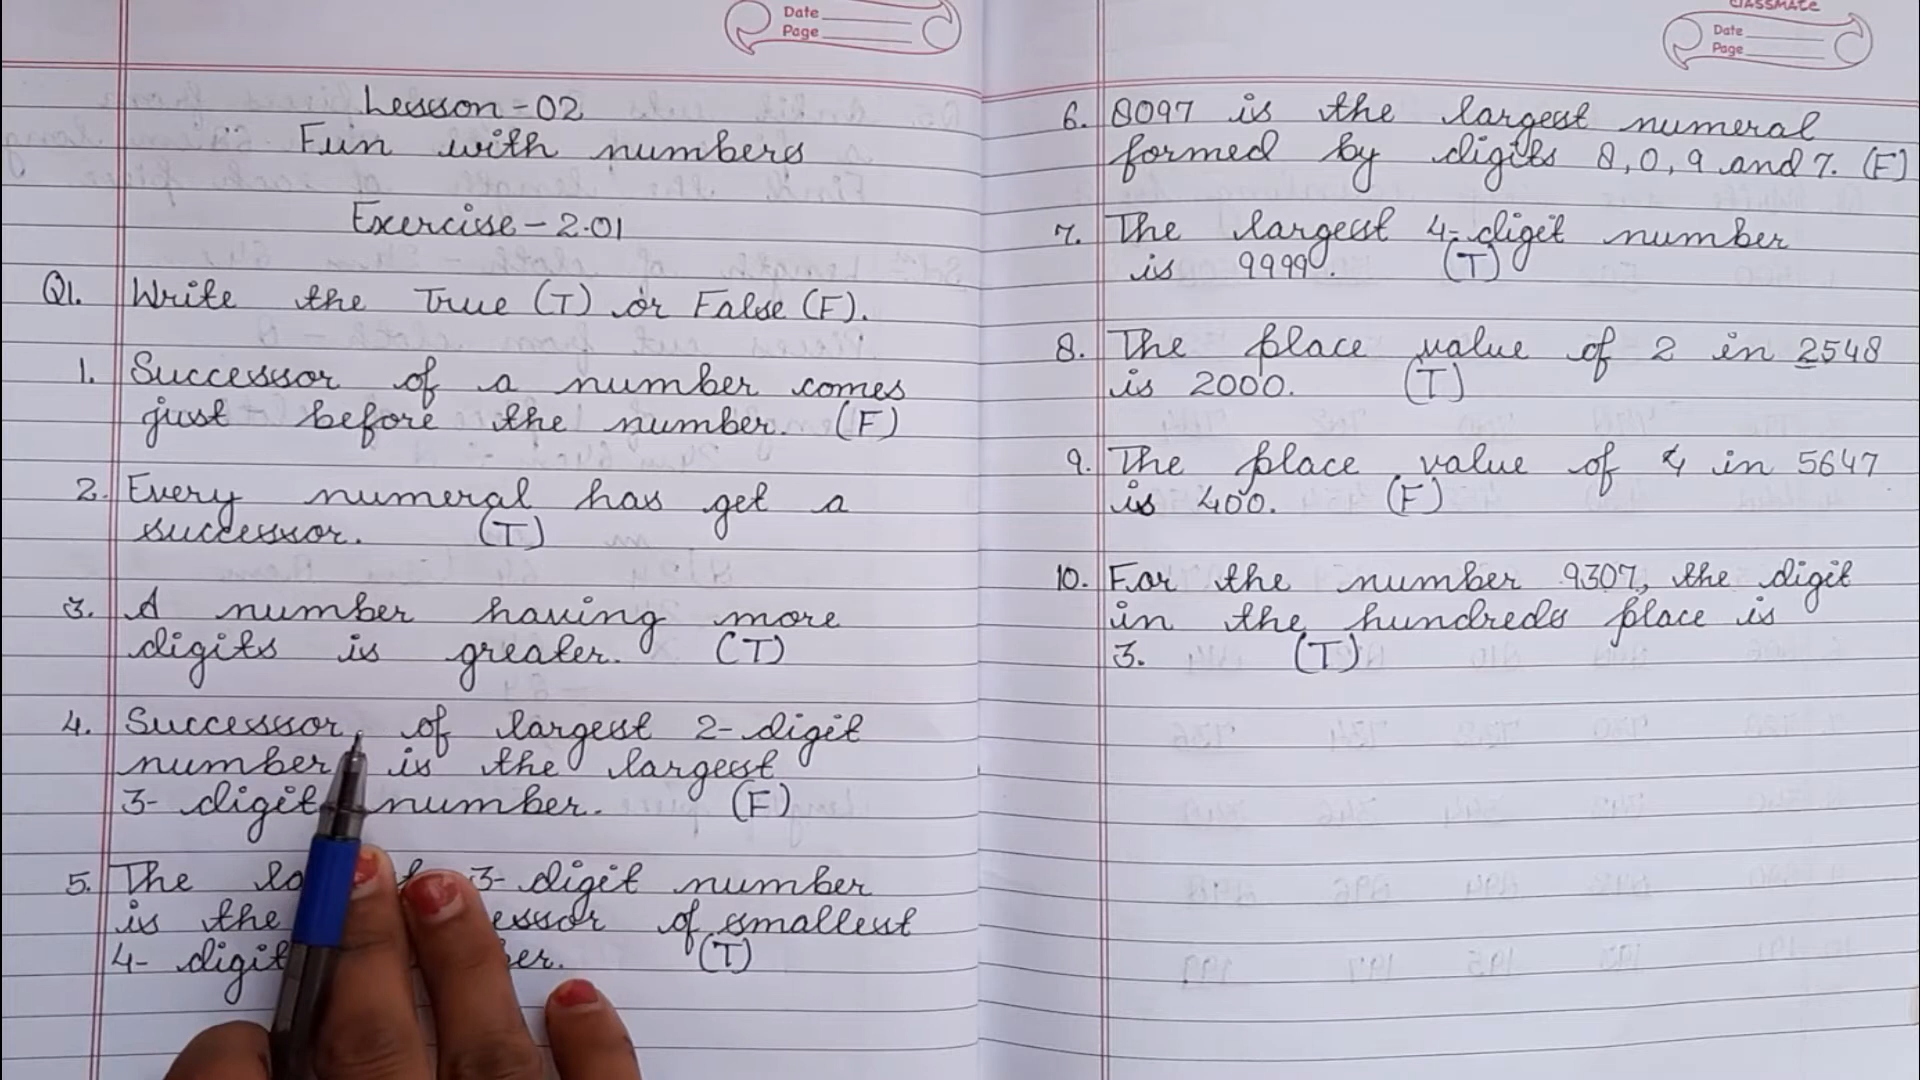 Date
Page
Lesson-02
Fun with numbers
Exercise-2.01
Q1. Write the True (T) or False (F).
1. Successor of a number comes
just before the number. (F)
2. Every numeral has get a
successor. (T)
3. A number having more
digits is greater. (T)
4. Successor of largest 2-digit
number is the largest
3-digit number. (F)
5. The 3-digit number
is the of smallest
4-digit (T)
CLASSMATE
Date
Page
6. 8097 is the largest numeral
formed by digits 8,0,9 and 7. (F)
7. The largest 4-digit number
is 9999. (T)
8. The place value of 2 in 2548
is 2000. (T)
9. The place value of 4 in 5647
is 400. (F)
10. For the number 9307, the digit
in the hundreds place is
3. (T)